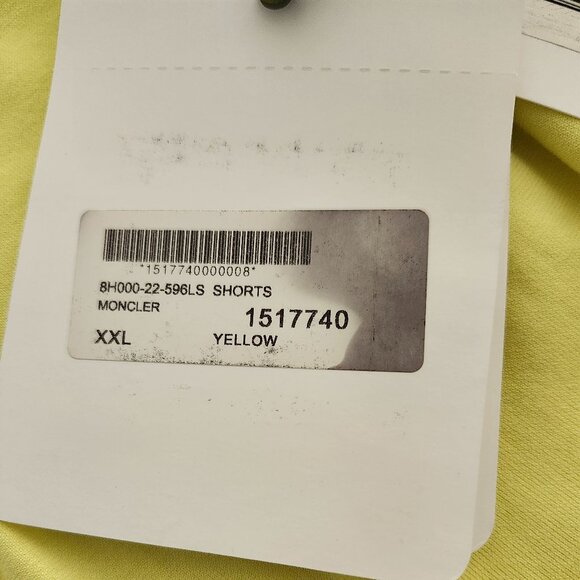 *1517740000008*
8H000-22-596LS SHORTS
MONCLER
1517740
XXL YELLOW